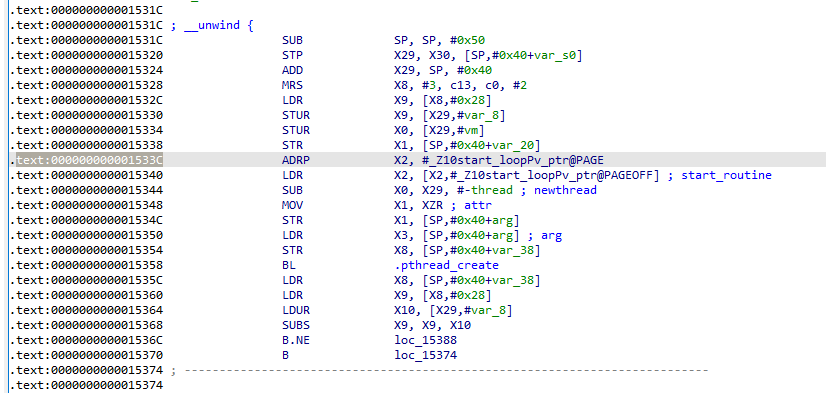 .text:000000000001531C
.text:000000000001531C ; __unwind {
.text:000000000001531C SUB SP, SP, #0x50
.text:0000000000015320 STP X29, X30, [SP,#0x40+var_s0]
.text:0000000000015324 ADD X29, SP, #0x40
.text:0000000000015328 MRS X8, #3, c13, c0, #2
.text:000000000001532C LDR X9, [X8,#0x28]
.text:0000000000015330 STUR X9, [X29,#var_8]
.text:0000000000015334 STUR X0, [X29,#vm]
.text:0000000000015338 STR X1, [SP,#0x40+var_20]
.text:000000000001533C ADRP X2, #_Z10start_loopPv_ptr@PAGE
.text:0000000000015340 LDR X2, [X2,#_Z10start_loopPv_ptr@PAGEOFF] ; start_routine
.text:0000000000015344 SUB X0, X29, #-thread ; newthread
.text:0000000000015348 MOV X1, XZR ; attr
.text:000000000001534C STR X1, [SP,#0x40+arg]
.text:0000000000015350 LDR X3, [SP,#0x40+arg] ; arg
.text:0000000000015354 STR X8, [SP,#0x40+var_38]
.text:0000000000015358 BL .pthread_create
.text:000000000001535C LDR X8, [SP,#0x40+var_38]
.text:0000000000015360 LDR X9, [X8,#0x28]
.text:0000000000015364 LDUR X10, [X29,#var_8]
.text:0000000000015368 SUBS X9, X9, X10
.text:000000000001536C B.NE loc_15388
.text:0000000000015370 B loc_15374
.text:0000000000015374 ; ---------------------------------------------------------------------------
.text:0000000000015374